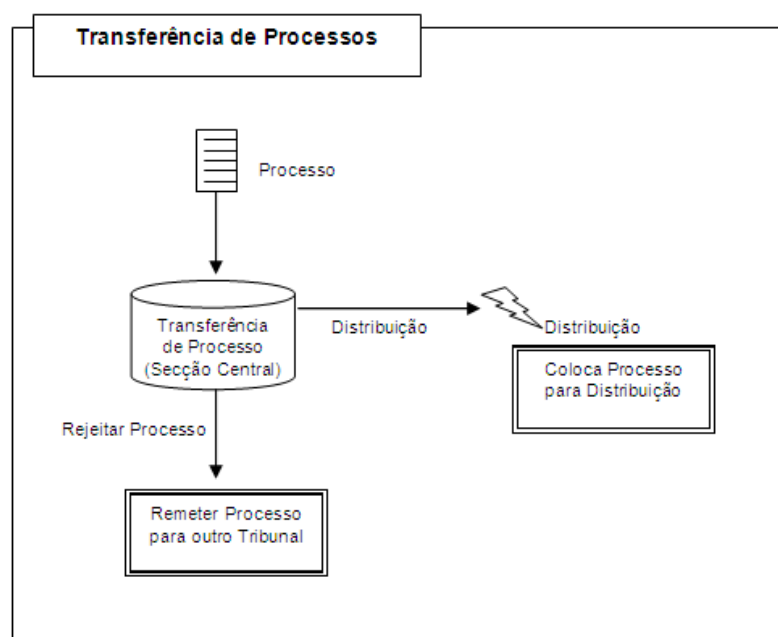 Transferência de Processos
Processo
Transferência
de Processo
(Secção Central)
Distribuição
Distribuição
Coloca Processo
para Distribuição
Rejeitar Processo
Remeter Processo
para outro Tribunal